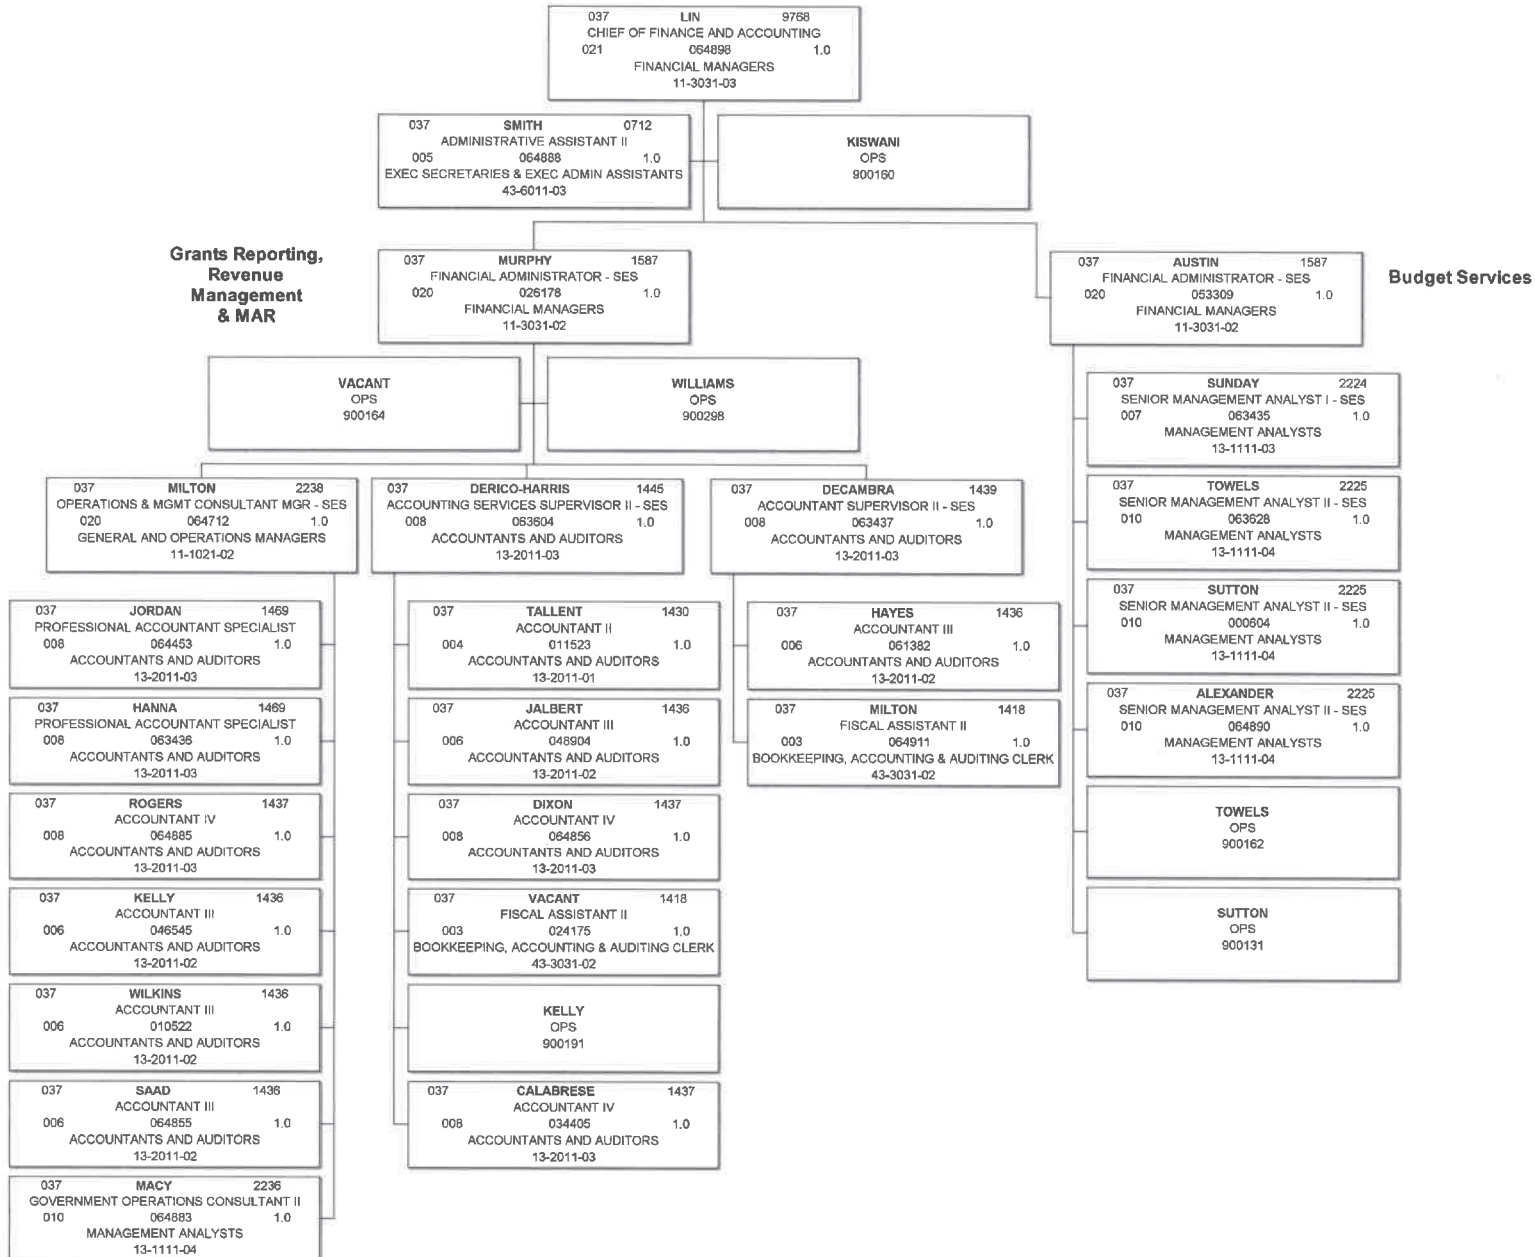 037 LIN 9768
CHIEF OF FINANCE AND ACCOUNTING
021 064898 1.0
FINANCIAL MANAGERS
11-3031-03
037 SMITH 0712
ADMINISTRATIVE ASSISTANT II
005 064888 1.0
EXEC SECRETARIES & EXEC ADMIN ASSISTANTS
43-6011-03
KISWANI
OPS
900160
Grants Reporting,
Revenue
Management
& MAR
037 MURPHY 1587
FINANCIAL ADMINISTRATOR - SES
020 026178 1.0
FINANCIAL MANAGERS
11-3031-02
037 AUSTIN 1587
FINANCIAL ADMINISTRATOR - SES
020 053309 1.0
FINANCIAL MANAGERS
11-3031-02
Budget Services
VACANT
OPS
900164
WILLIAMS
OPS
900298
037 MILTON 2238
OPERATIONS & MGMT CONSULTANT MGR - SES
020 064712 1.0
GENERAL AND OPERATIONS MANAGERS
11-1021-02
037 DERICO-HARRIS 1445
ACCOUNTING SERVICES SUPERVISOR II - SES
008 063604 1.0
ACCOUNTANTS AND AUDITORS
13-2011-03
037 DECAMBRA 1439
ACCOUNTANT SUPERVISOR II - SES
008 063437 1.0
ACCOUNTANTS AND AUDITORS
13-2011-03
037 JORDAN 1469
PROFESSIONAL ACCOUNTANT SPECIALIST
008 064453 1.0
ACCOUNTANTS AND AUDITORS
13-2011-03
037 HANNA 1469
PROFESSIONAL ACCOUNTANT SPECIALIST
008 063436 1.0
ACCOUNTANTS AND AUDITORS
13-2011-03
037 ROGERS 1437
ACCOUNTANT IV
008 064885 1.0
ACCOUNTANTS AND AUDITORS
13-2011-03
037 KELLY 1436
ACCOUNTANT III
006 046545 1.0
ACCOUNTANTS AND AUDITORS
13-2011-02
037 WILKINS 1436
ACCOUNTANT III
006 010522 1.0
ACCOUNTANTS AND AUDITORS
13-2011-02
037 SAAD 1436
ACCOUNTANT III
006 064855 1.0
ACCOUNTANTS AND AUDITORS
13-2011-02
037 MACY 2236
GOVERNMENT OPERATIONS CONSULTANT II
010 064883 1.0
MANAGEMENT ANALYSTS
13-1111-04
037 TALLENT 1430
ACCOUNTANT II
004 011523 1.0
ACCOUNTANTS AND AUDITORS
13-2011-01
037 JALBERT 1436
ACCOUNTANT III
006 048904 1.0
ACCOUNTANTS AND AUDITORS
13-2011-02
037 DIXON 1437
ACCOUNTANT IV
008 064856 1.0
ACCOUNTANTS AND AUDITORS
13-2011-03
037 VACANT 1418
FISCAL ASSISTANT II
003 024175 1.0
BOOKKEEPING, ACCOUNTING & AUDITING CLERK
43-3031-02
KELLY
OPS
900191
037 CALABRESE 1437
ACCOUNTANT IV
008 034405 1.0
ACCOUNTANTS AND AUDITORS
13-2011-03
037 HAYES 1436
ACCOUNTANT III
006 061382 1.0
ACCOUNTANTS AND AUDITORS
13-2011-02
037 MILTON 1418
FISCAL ASSISTANT II
003 064911 1.0
BOOKKEEPING, ACCOUNTING & AUDITING CLERK
43-3031-02
037 SUNDAY 2224
SENIOR MANAGEMENT ANALYST I - SES
007 063435 1.0
MANAGEMENT ANALYSTS
13-1111-03
037 TOWELS 2225
SENIOR MANAGEMENT ANALYST II - SES
010 063628 1.0
MANAGEMENT ANALYSTS
13-1111-04
037 SUTTON 2225
SENIOR MANAGEMENT ANALYST II - SES
010 000604 1.0
MANAGEMENT ANALYSTS
13-1111-04
037 ALEXANDER 2225
SENIOR MANAGEMENT ANALYST II - SES
010 064890 1.0
MANAGEMENT ANALYSTS
13-1111-04
TOWELS
OPS
900162
SUTTON
OPS
900131